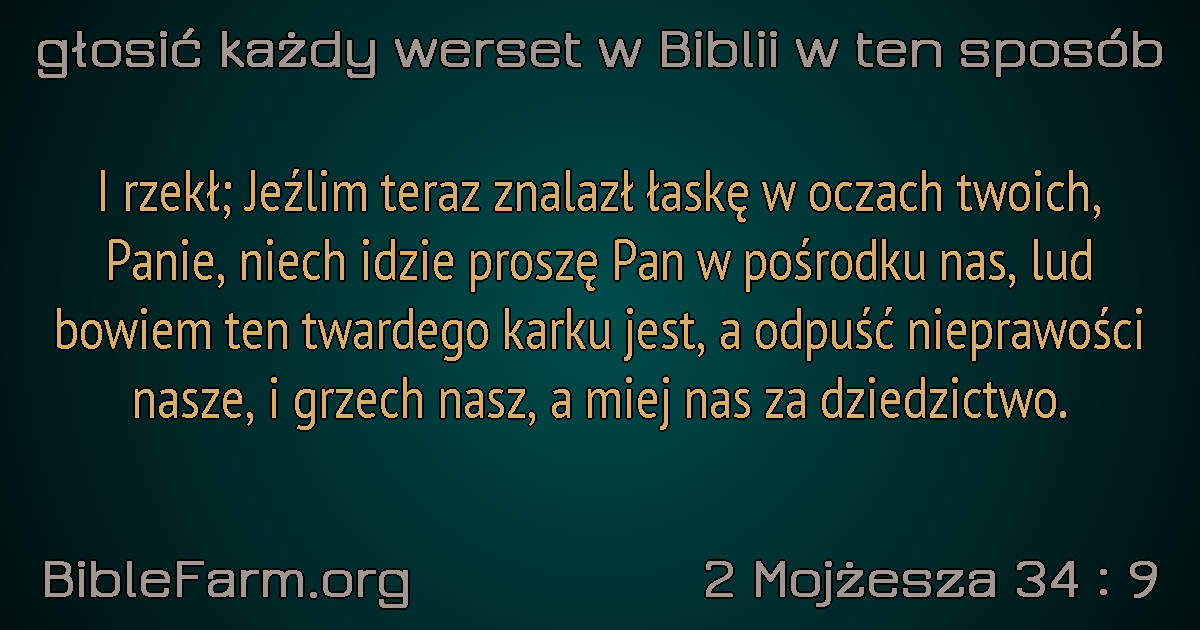 głosić każdy werset w Biblii w ten sposób
I rzekł; Jeźlim teraz znalazł łaskę w oczach twoich,
Panie, niech idzie proszę Pan w pośrodku nas, lud
bowiem ten twardego karku jest, a odpuść nieprawości
nasze, i grzech nasz, a miej nas za dziedzictwo.
BibleFarm.org
2 Mojżesza 34 : 9